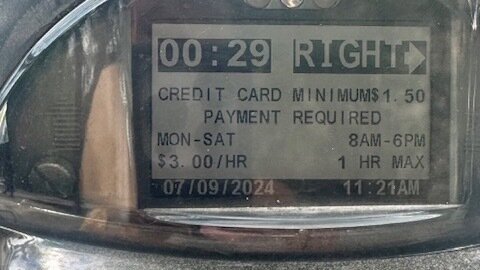 00:29 RIGHT→
CREDIT CARD MINIMUM$1.50
PAYMENT REQUIRED
MON-SAT 8AM-6PM
$3.00/HR 1 HR MAX
07/09/2024 11:21AM